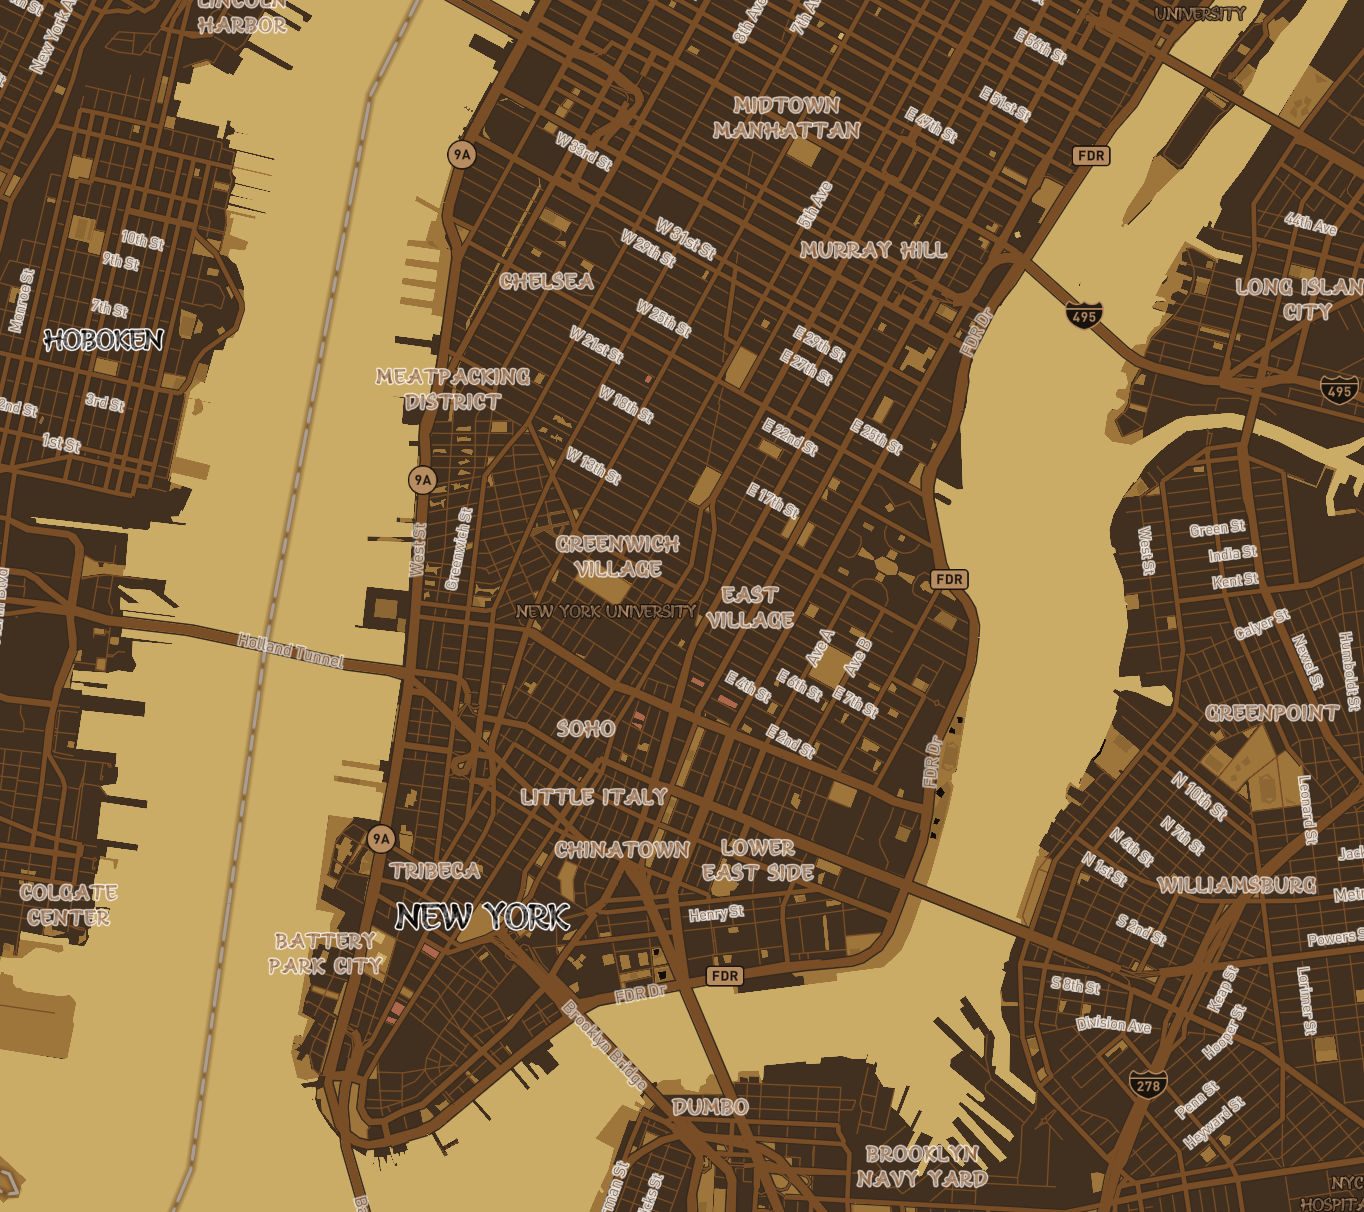 LINCOLN
HARBOR
8th Ave
UNIVERSITY
E 56th St
MIDTOWN
MANHATTAN
E 51st St
E 47th St
9A
W 33rd St
FDR
5th Ave
44th Ave
10th St
9th St
W 31st St
W 29th St
MURRAY HILL
CHELSEA
Monroe St
7th St
HOBOKEN
W 25th St
W 21st St
E 29th St
E 27th St
FDR Dr
495
LONG ISLAN
CITY
495
MEATPACKING
DISTRICT
2nd St
3rd St
1st St
W 18th St
E 22nd St
E 25th St
W 13th St
9A
E 17th St
West St
Greenwich St
GREENWICH
VILLAGE
West St
Green St
India St
Kent St
FDR
NEW YORK UNIVERSITY
EAST
VILLAGE
Holland Tunnel
Ave A
Ave B
Calyer St
Newel St
Humboldt St
E 4th St
E 6th St
E 7th St
SOHO
E 2nd St
FDR Dr
GREENPOINT
LITTLE ITALY
N 10th St
N 7th St
N 4th St
N 1st St
Leonard St
9A
CHINATOWN
LOWER
EAST SIDE
TRIBECA
COLGATE
CENTER
WILLIAMSBURG
NEW YORK
Henry St
S 2nd St
Powers S
BATTERY
PARK CITY
FDR
FDR Dr
S 8th St
Keap St
Lorimer St
Division Ave
Hooper St
Brooklyn Bridge
278
Penn St
Heyward St
DUMBO
BROOKLYN
NAVY YARD
NYC
HOSPITA